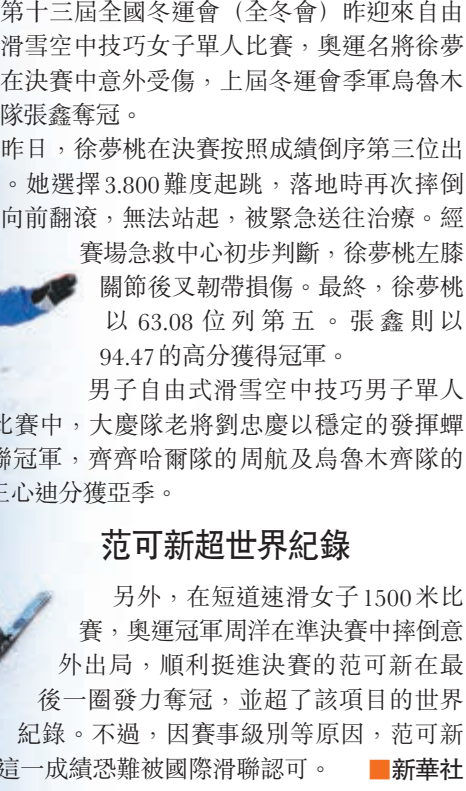 第十三屆全國冬運會（全冬會）昨迎來自由
滑雪空中技巧女子單人比賽，奧運名將徐夢
在決賽中意外受傷，上屆冬運會季軍烏魯木
隊張鑫奪冠。
昨日，徐夢桃在決賽按照成績倒序第三位出
。她選擇3.800難度起跳，落地時再次摔倒
向前翻滾，無法站起，被緊急送往治療。經
賽場急救中心初步判斷，徐夢桃左膝
關節後叉韌帶損傷。最終，徐夢桃
以63.08位列第五。張鑫則以
94.47的高分獲得冠軍。
男子自由式滑雪空中技巧男子單人
比賽中，大慶隊老將劉忠慶以穩定的發揮蟬
聯冠軍，齊齊哈爾隊的周航及烏魯木齊隊的
王心迪分獲亞季。
范可新超世界紀錄
另外，在短道速滑女子1500米比
賽，奧運冠軍周洋在準決賽中摔倒意
外出局，順利挺進決賽的范可新在最
後一圈發力奪冠，並超了該項目的世界
紀錄。不過，因賽事級別等原因，范可新
這一成績恐難被國際滑聯認可。 ■新華社